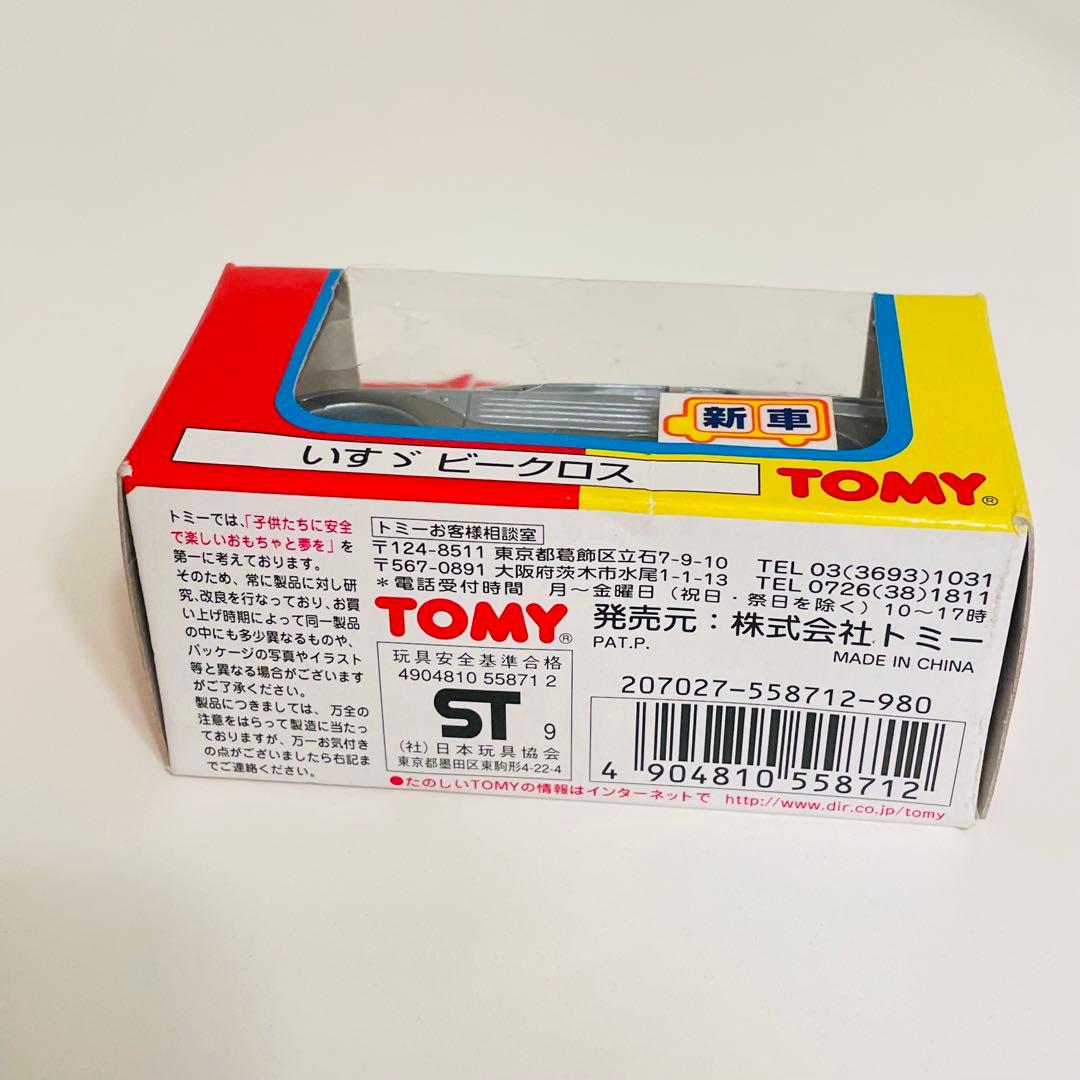 新車
いすゞ ビークロス
TOMY®
トミーでは、「子供たちに安全
で楽しいおもちゃと夢を」を
第一に考えております。
そのため、常に製品に対し研
究、改良を行なっており、お買
い上げ時期によって同一製品
の中にも多少異なるものや、
パッケージの写真やイラスト
等と異なる場合がございます
がご了承ください。
製品につきましては、万全の
注意をはらって製造に当たっ
ておりますが、万一お気付き
の点がございましたら右記ま
でご連絡ください。
トミーお客様相談室
〒124-8511 東京都葛飾区立石7-9-10 TEL 03(3693)1031
〒567-0891 大阪府茨木市水尾1-1-13 TEL 0726(38)1811
*電話受付時間 月〜金曜日(祝日・祭日を除く)10〜17時
TOMY® 発売元:株式会社トミー
PAT.P. MADE IN CHINA
玩具安全基準合格
4904810 55871 2
ST 9
(社)日本玩具協会
東京都墨田区東駒形4-22-4
207027-558712-980
4 904810 558712
●たのしいTOMYの情報はインターネットで http://www.dir.co.jp/tomy